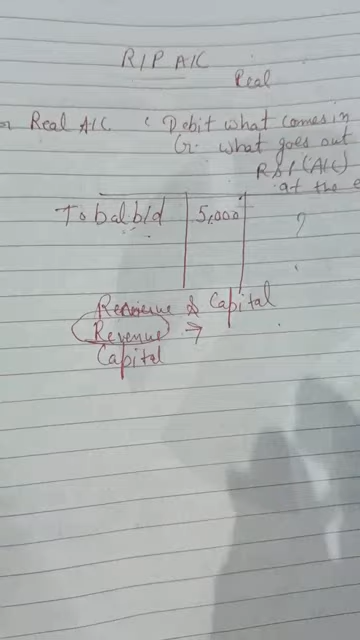 R/P A/C
Real
or Real A/C ( Debit what comes in
Cr. what goes out
R&P (A/C)
at the e
To bal b/d 5,000 ?
Revenue & Capital
Revenue →
Capital